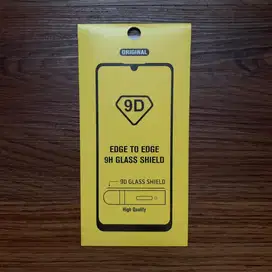 ORIGINAL
9D
EDGE TO EDGE
9H GLASS SHIELD
9D GLASS SHIELD
High Quality